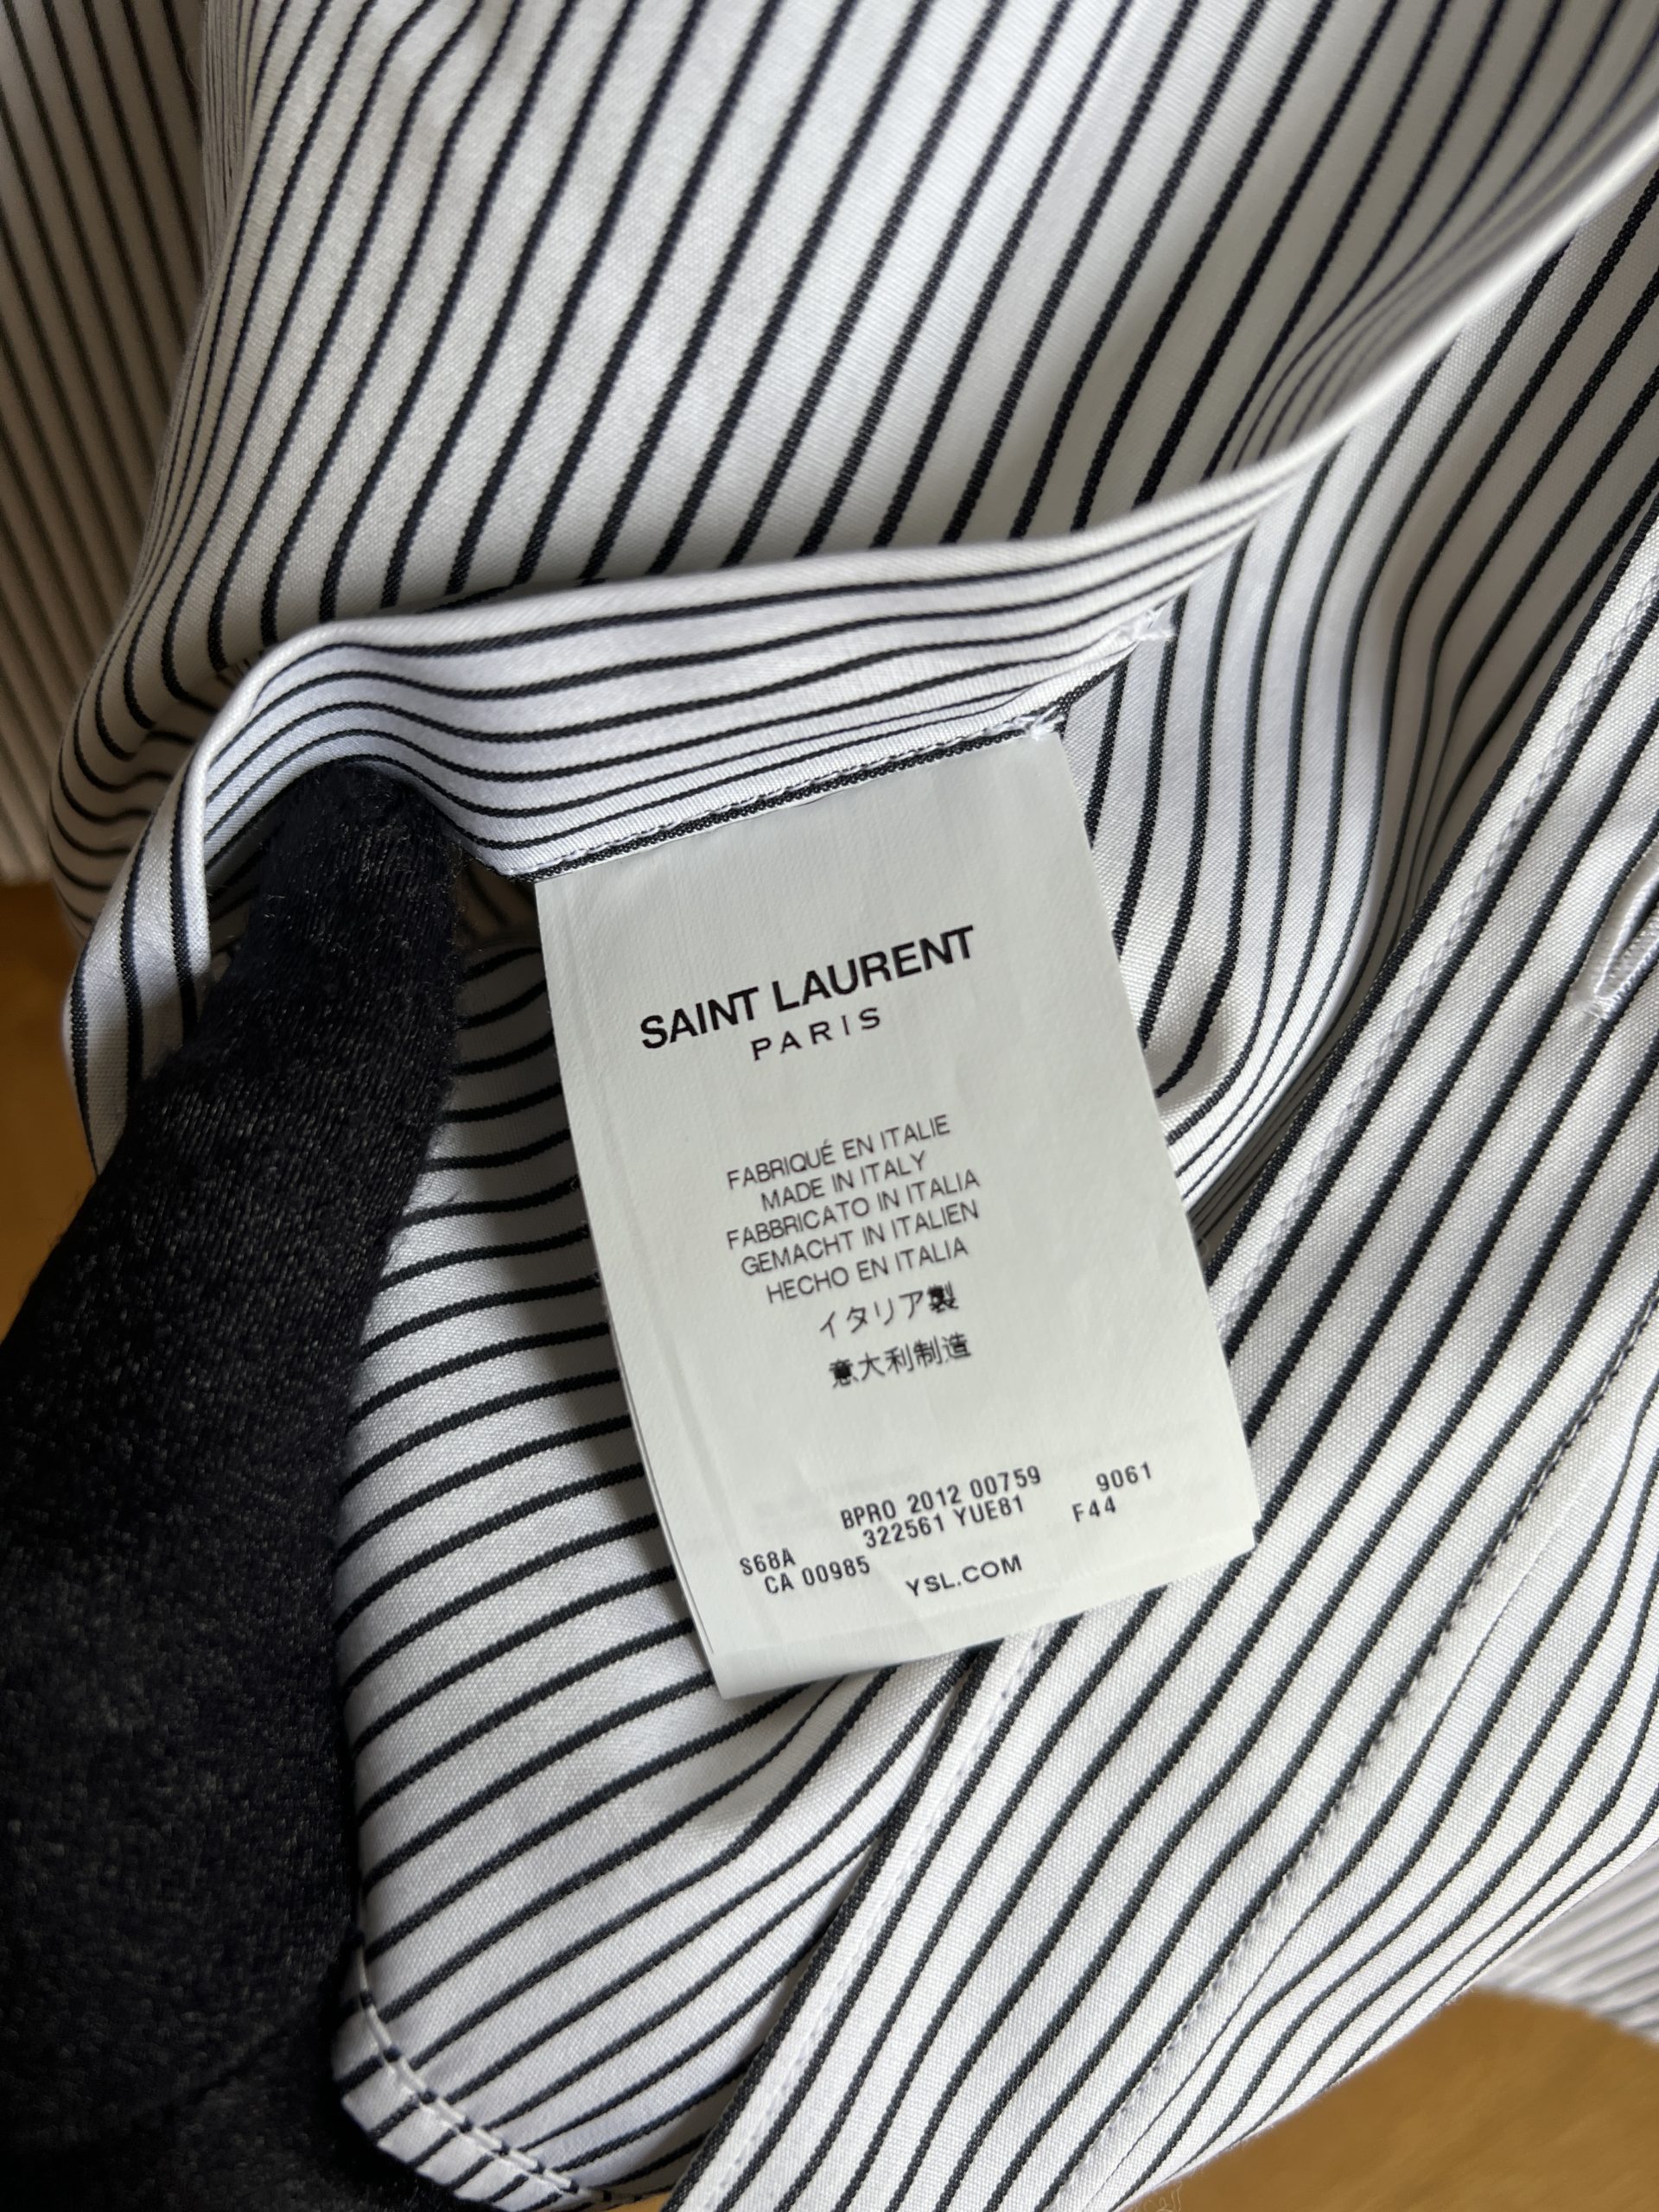 SAINT LAURENT
PARIS
FABRIQUÉ EN ITALIE
MADE IN ITALY
FABBRICATO IN ITALIA
GEMACHT IN ITALIEN
HECHO EN ITALIA
イタリア製
意大利制造
BPRO 2012 00759 9061
322561 YUE81 F44
S68A
CA 00985
YSL.COM